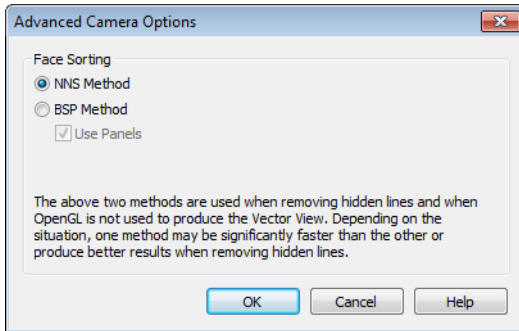 Advanced Camera Options
Face Sorting
NNS Method
BSP Method
Use Panels
The above two methods are used when removing hidden lines and when
OpenGL is not used to produce the Vector View. Depending on the
situation, one method may be significantly faster than the other or
produce better results when removing hidden lines.
OK Cancel Help